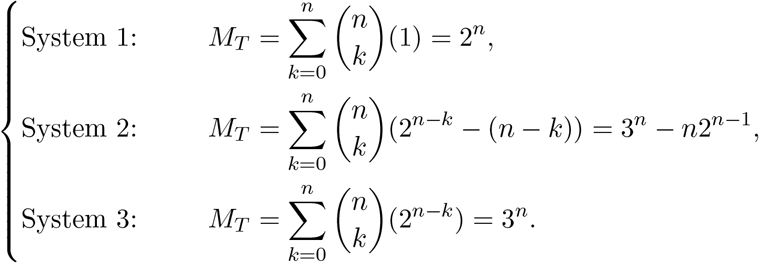 System 1: $M_T = \sum_{k=0}^{n} \binom{n}{k} (1) = 2^n,$
System 2: $M_T = \sum_{k=0}^{n} \binom{n}{k} (2^{n-k} - (n-k)) = 3^n - n2^{n-1},$
System 3: $M_T = \sum_{k=0}^{n} \binom{n}{k} (2^{n-k}) = 3^n.$